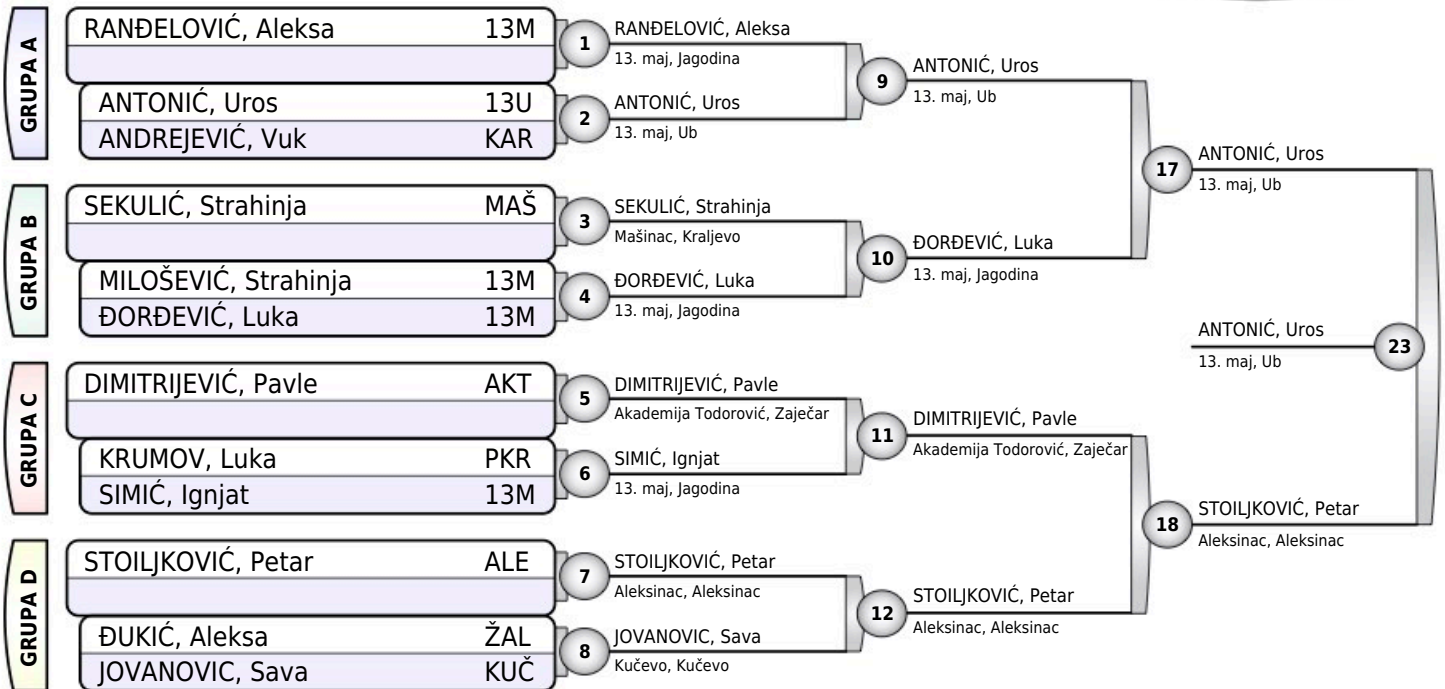 GRUPA A
RANĐELOVIĆ, Aleksa 13M
ANTONIĆ, Uros 13U
ANDREJEVIĆ, Vuk KAR
1
RANĐELOVIĆ, Aleksa
13. maj, Jagodina
2
ANTONIĆ, Uros
13. maj, Ub
9
ANTONIĆ, Uros
13. maj, Ub
GRUPA B
SEKULIĆ, Strahinja MAŠ
MILOŠEVIĆ, Strahinja 13M
ĐORĐEVIĆ, Luka 13M
3
SEKULIĆ, Strahinja
Mašinac, Kraljevo
4
ĐORĐEVIĆ, Luka
13. maj, Jagodina
10
ĐORĐEVIĆ, Luka
13. maj, Jagodina
17
ANTONIĆ, Uros
13. maj, Ub
GRUPA C
DIMITRIJEVIĆ, Pavle AKT
KRUMOV, Luka PKR
SIMIĆ, Ignjat 13M
5
DIMITRIJEVIĆ, Pavle
Akademija Todorović, Zaječar
6
SIMIĆ, Ignjat
13. maj, Jagodina
11
DIMITRIJEVIĆ, Pavle
Akademija Todorović, Zaječar
GRUPA D
STOILJKOVIĆ, Petar ALE
ĐUKIĆ, Aleksa ŽAL
JOVANOVIC, Sava KUČ
7
STOILJKOVIĆ, Petar
Aleksinac, Aleksinac
8
JOVANOVIC, Sava
Kučevo, Kučevo
12
STOILJKOVIĆ, Petar
Aleksinac, Aleksinac
18
STOILJKOVIĆ, Petar
Aleksinac, Aleksinac
ANTONIĆ, Uros
13. maj, Ub
23